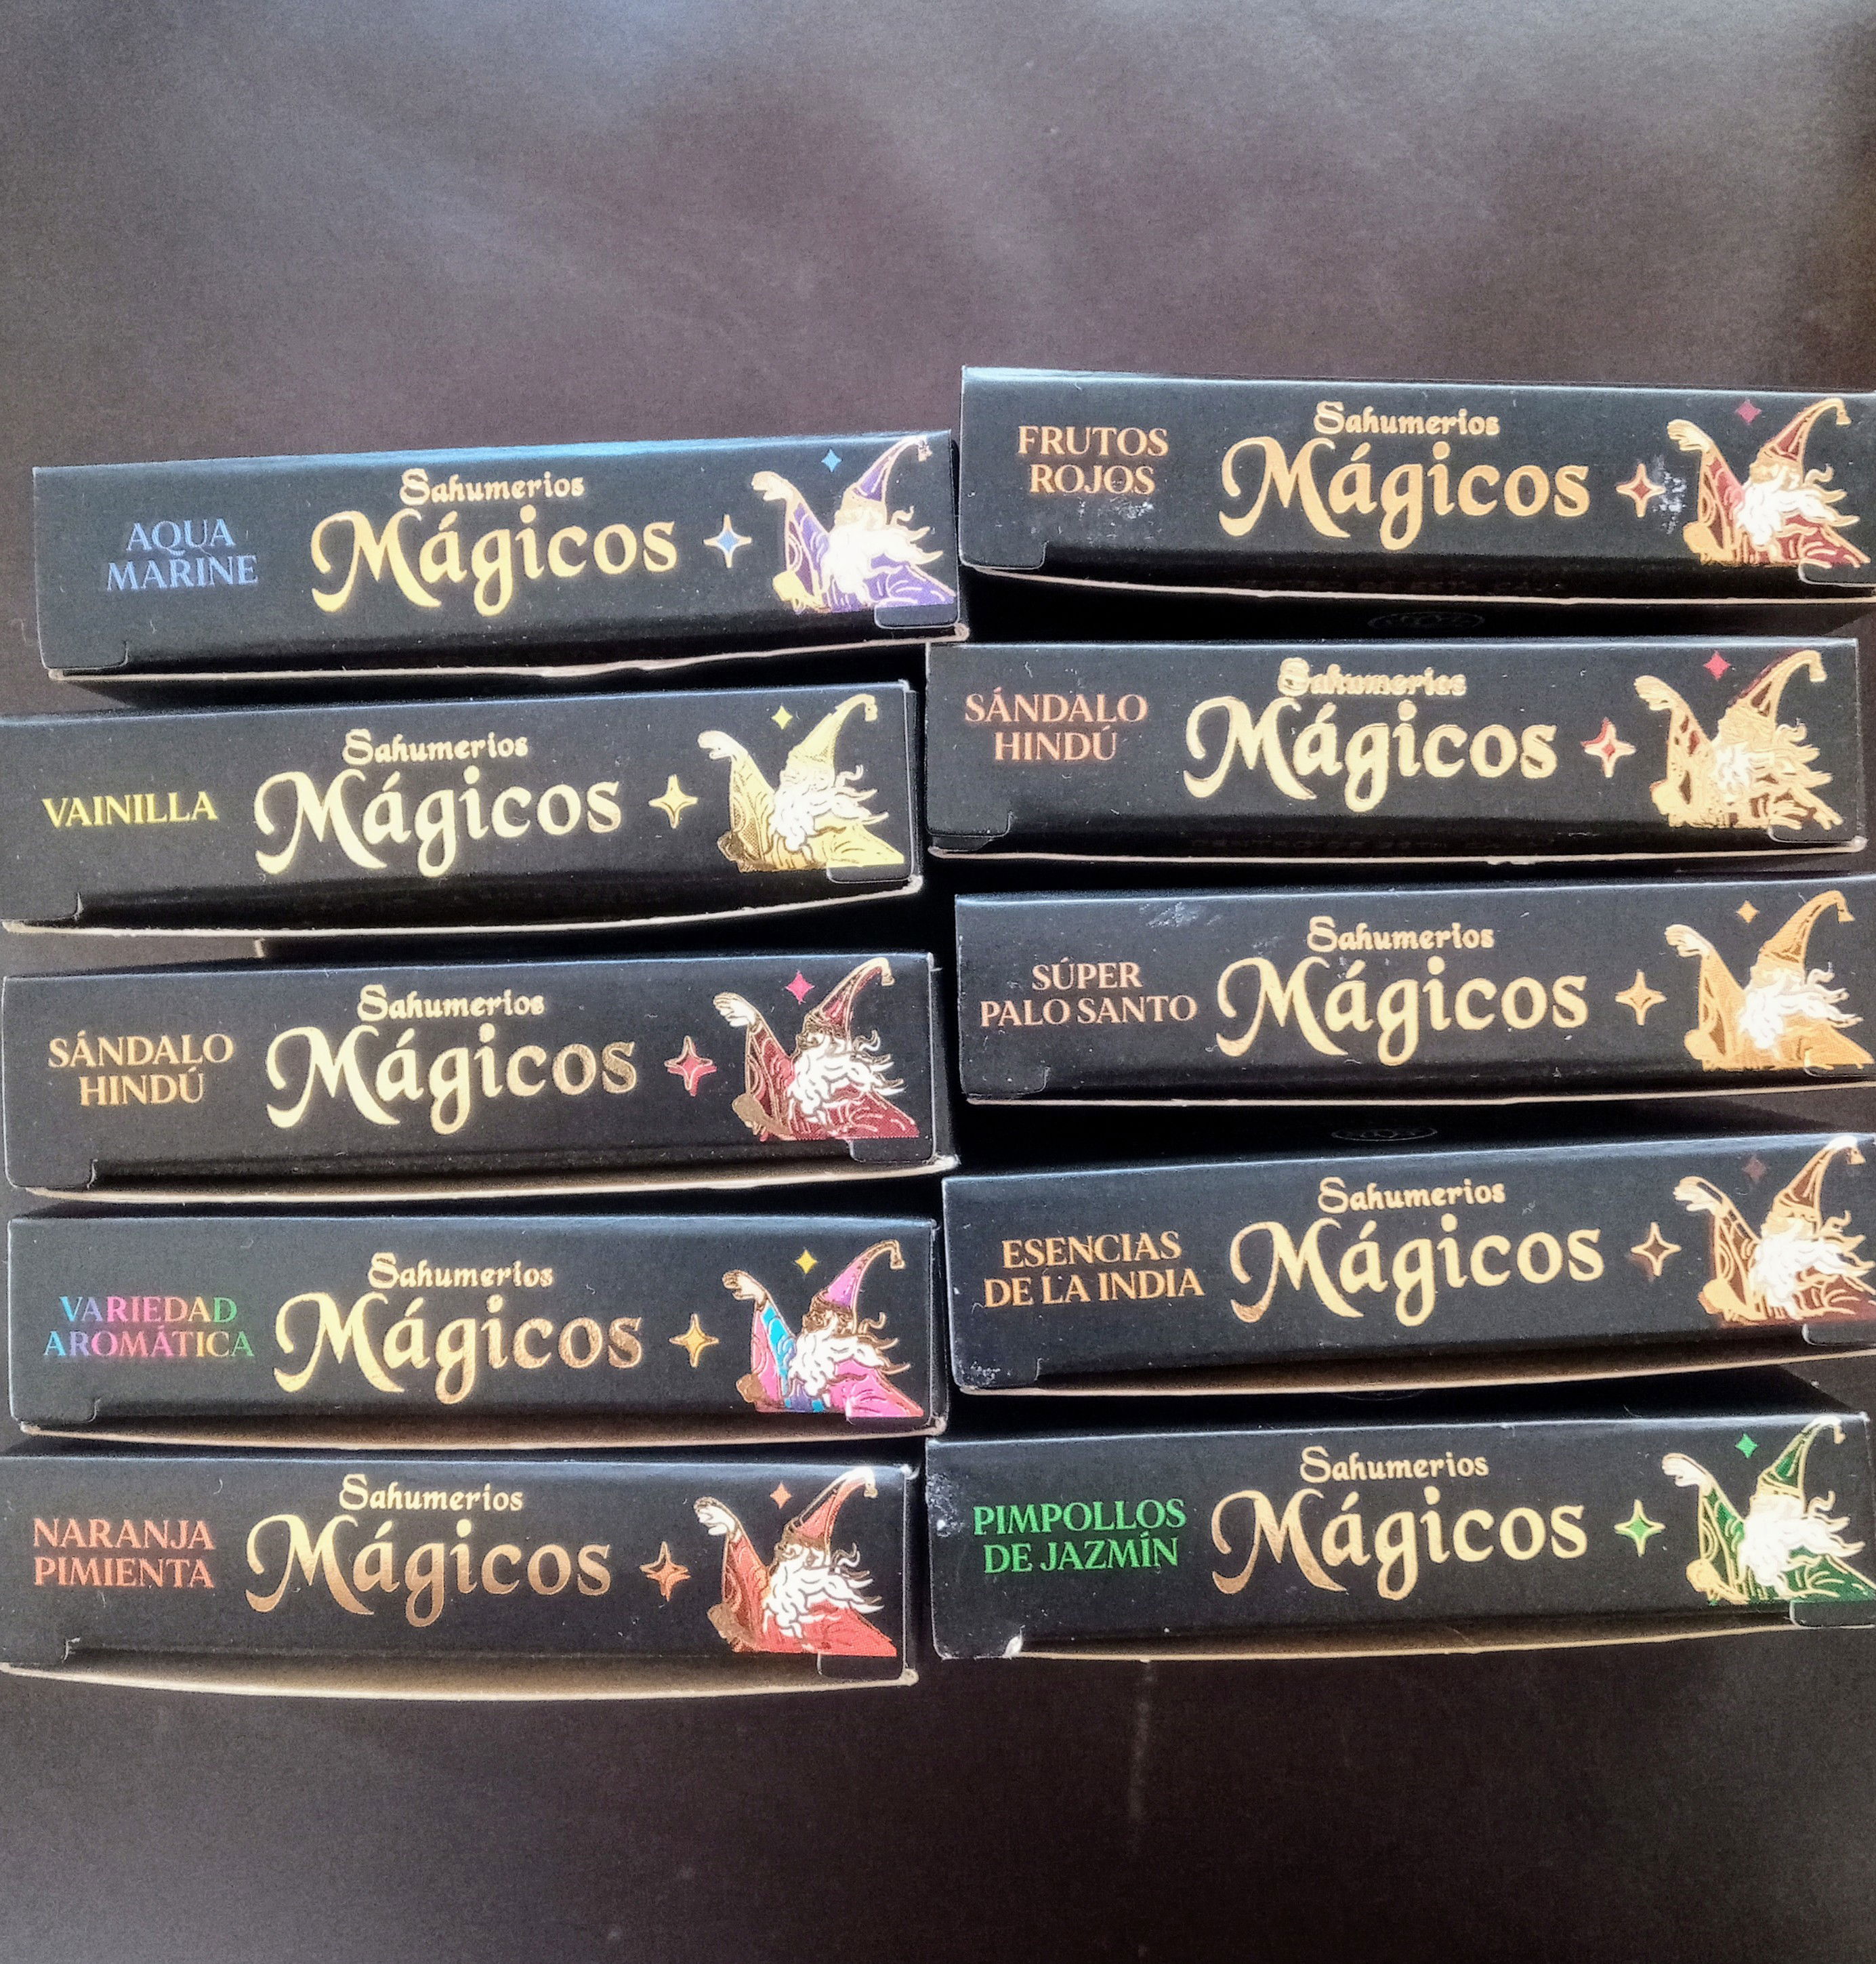 AQUA
MARINE
Sahumerios
Mágicos
VAINILLA
Sahumerios
Mágicos
SÁNDALO
HINDÚ
Sahumerios
Mágicos
VARIEDAD
AROMÁTICA
Sahumerios
Mágicos
NARANJA
PIMIENTA
Sahumerios
Mágicos
FRUTOS
ROJOS
Sahumerios
Mágicos
SÁNDALO
HINDÚ
Sahumerios
Mágicos
SÚPER
PALO SANTO
Sahumerios
Mágicos
ESENCIAS
DE LA INDIA
Sahumerios
Mágicos
PIMPOLLOS
DE JAZMÍN
Sahumerios
Mágicos